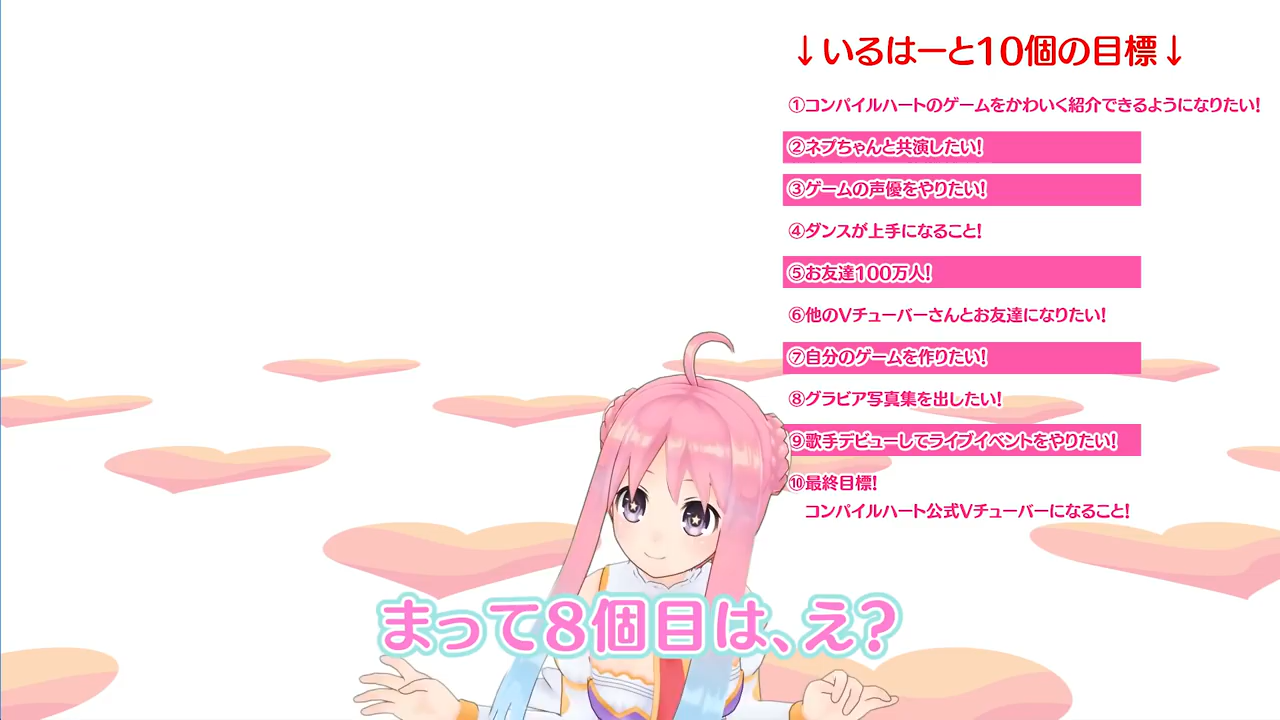 ↓いるはーと10個の目標↓
①コンパイルハートのゲームをかわいく紹介できるようになりたい!
②ネプちゃんと共演したい!
③ゲームの声優をやりたい!
④ダンスが上手になること!
⑤お友達100万人!
⑥他のVチューバーさんとお友達になりたい!
⑦自分のゲームを作りたい!
⑧グラビア写真集を出したい!
⑨歌手デビューしてライブイベントをやりたい!
⑩最終目標!
コンパイルハート公式Vチューバーになること!
まって8個目は、え?